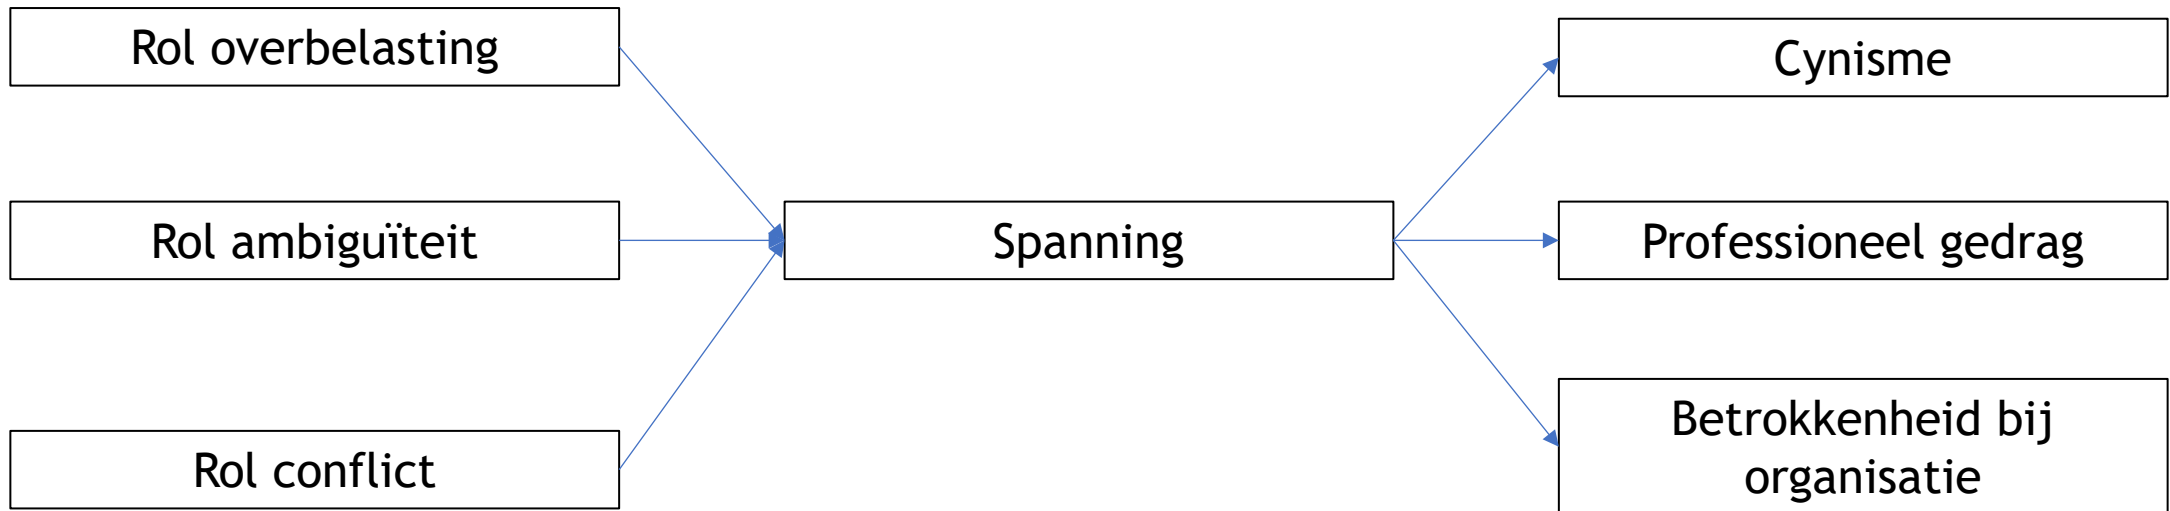 Rol overbelasting
Cynisme
Rol ambiguïteit
Spanning
Professioneel gedrag
Rol conflict
Betrokkenheid bij
organisatie